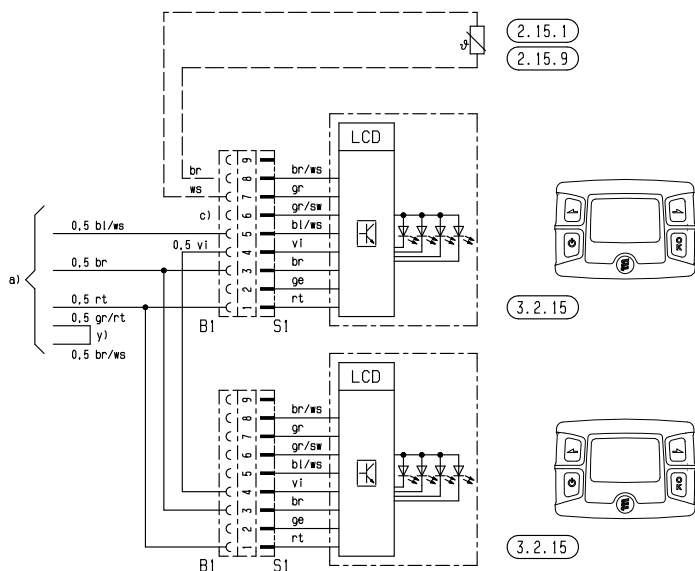 2.15.1
2.15.9
ϑ
LCD
br
ws
c)
9
8
7
6
5
4
3
2
1
br/ws
gr
gr/sw
bl/ws
vi
br
ge
rt
a)
0,5 bl/ws
0,5 vi
0,5 br
0,5 rt
0,5 gr/rt
y)
0,5 br/ws
B1
S1
OK
3.2.15
LCD
9
8
7
6
5
4
3
2
1
br/ws
gr
gr/sw
bl/ws
vi
br
ge
rt
B1
S1
OK
3.2.15